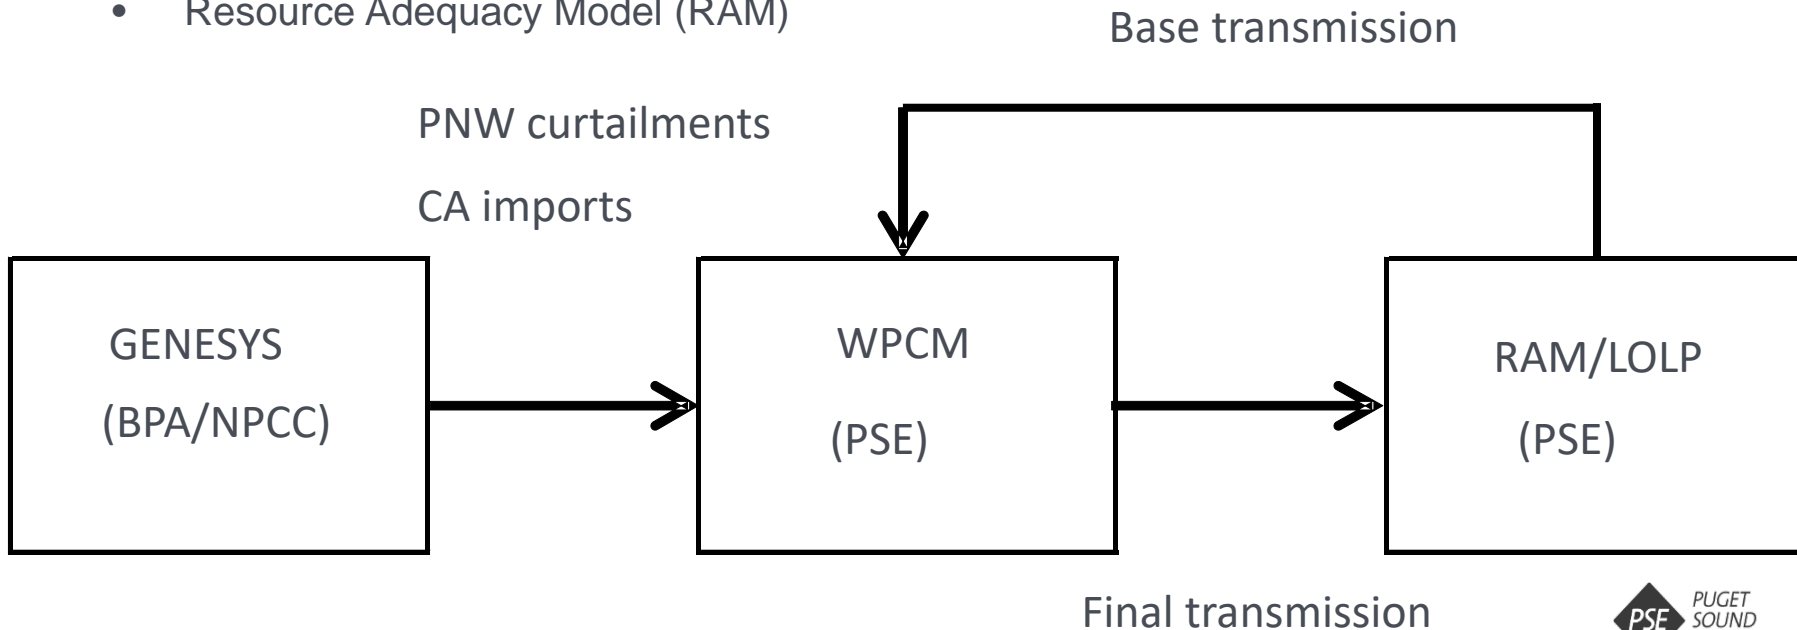 • Resource Adequacy Model (RAM)
Base transmission
PNW curtailments
CA imports
GENESYS
(BPA/NPCC)
WPCM
(PSE)
RAM/LOLP
(PSE)
Final transmission
PSE
PUGET
SOUND